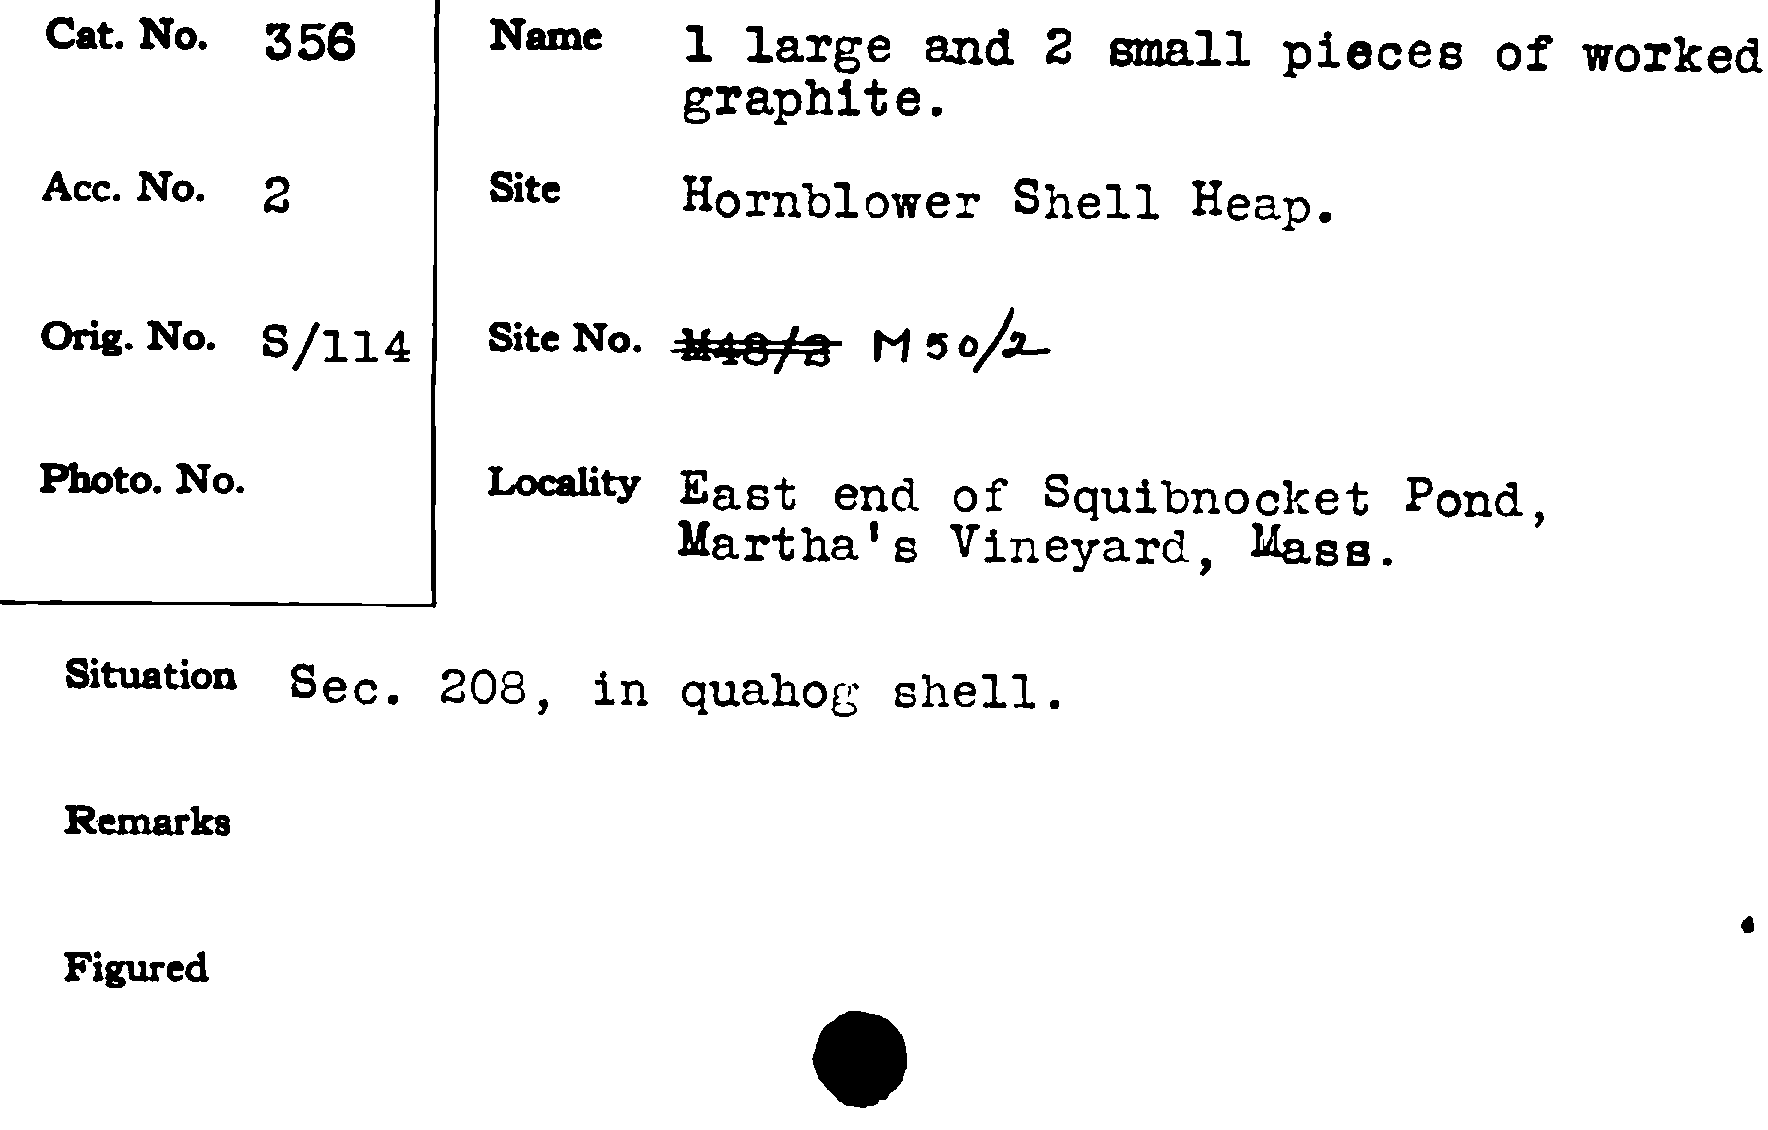 Cat. No. 356
Name 1 large and 2 small pieces of worked
graphite.
Acc. No. 2
Site Hornblower Shell Heap.
Orig. No. S/114
Site No. M48/3 M 50/2
Photo. No.
Locality East end of Squibnocket Pond,
Martha's Vineyard, Mass.
Situation Sec. 208, in quahog shell.
Remarks
Figured